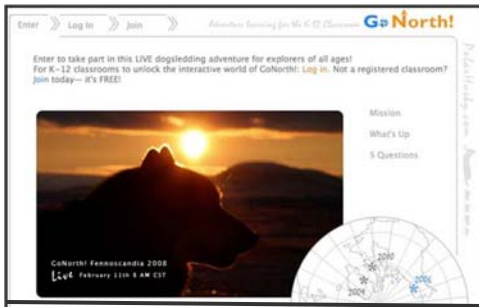 Enter
Log In
Join
Adventure Learning for the K-12 Classroom
GoNorth!
Enter to take part in this LIVE dogsledding adventure for explorers of all ages!
For K-12 classrooms to unlock the interactive world of GoNorth!: Log in. Not a registered classroom?
Join today— it's FREE!
Mission
What's Up
5 Questions
PolarHusky.com
GoNorth! Fennoscandia 2008
Live February 11th 8 AM CST
2010
2006